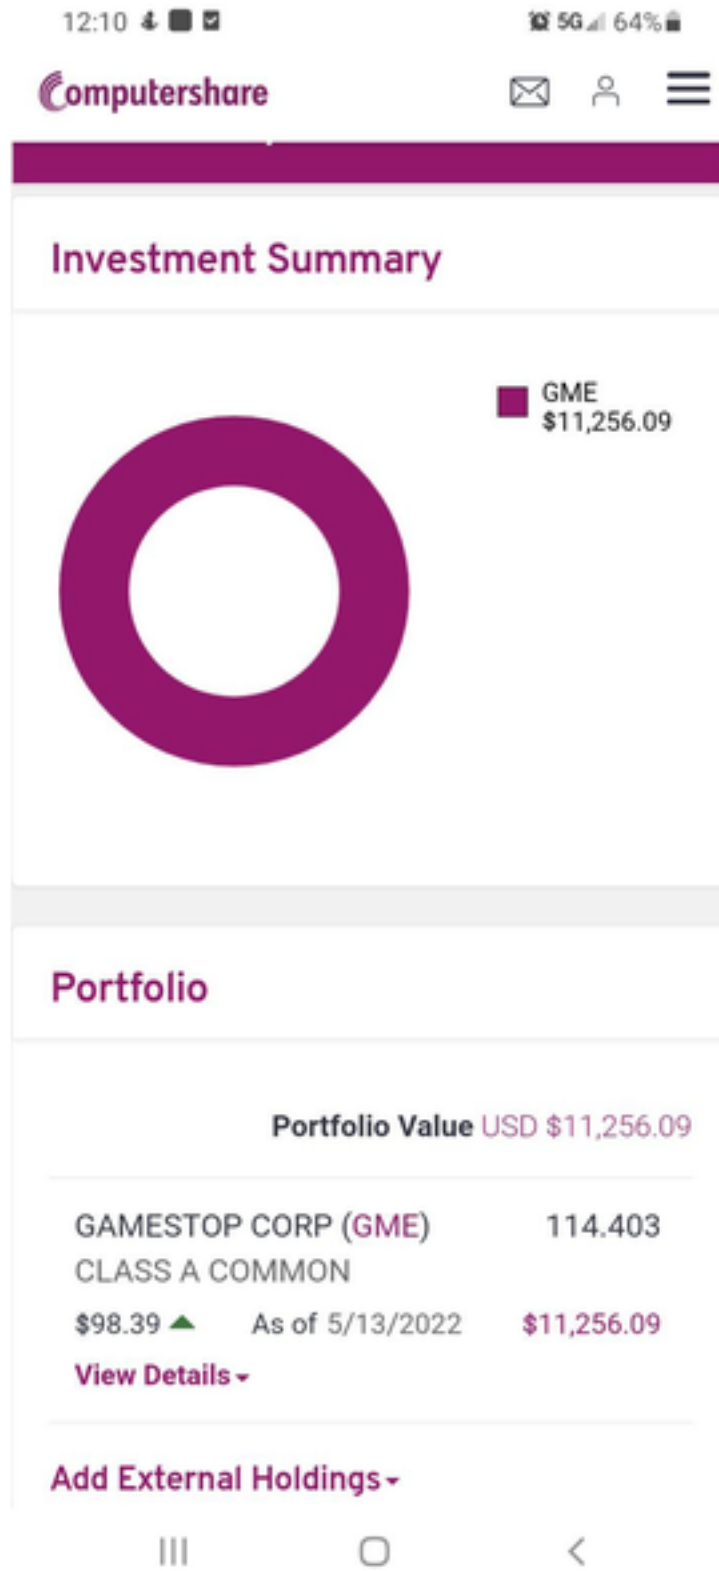 12:10 5G 64%
Computershare
Investment Summary
GME
$11,256.09
Portfolio
Portfolio Value USD $11,256.09
GAMESTOP CORP (GME) 114.403
CLASS A COMMON
$98.39 As of 5/13/2022 $11,256.09
View Details
Add External Holdings